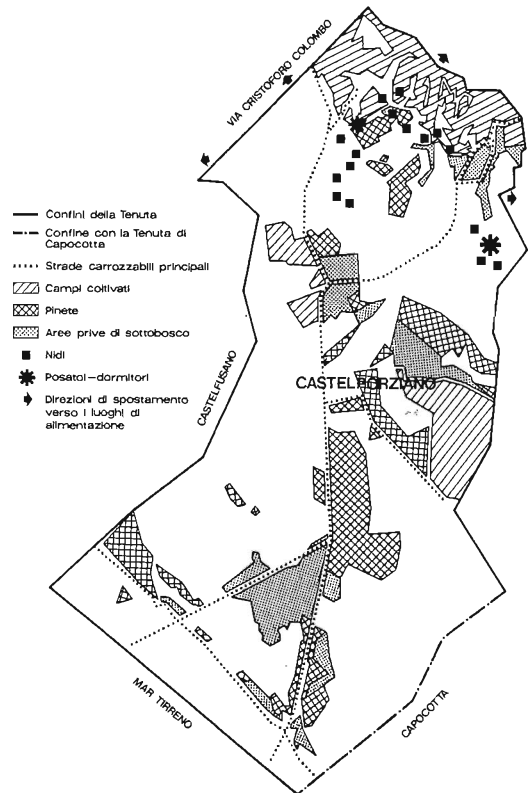 VIA CRISTOFORO COLOMBO
Confini della Tenuta
Confine con la Tenuta di
Capocotta
Strade carrozzabili principali
Campi coltivati
Pinete
Aree prive di sottobosco
Nidi
Posatoi-dormitori
Direzioni di spostamento
verso i luoghi di
alimentazione
CASTELFUSANO
CASTELPORZIANO
MAR TIRRENO
CAPOCOTTA